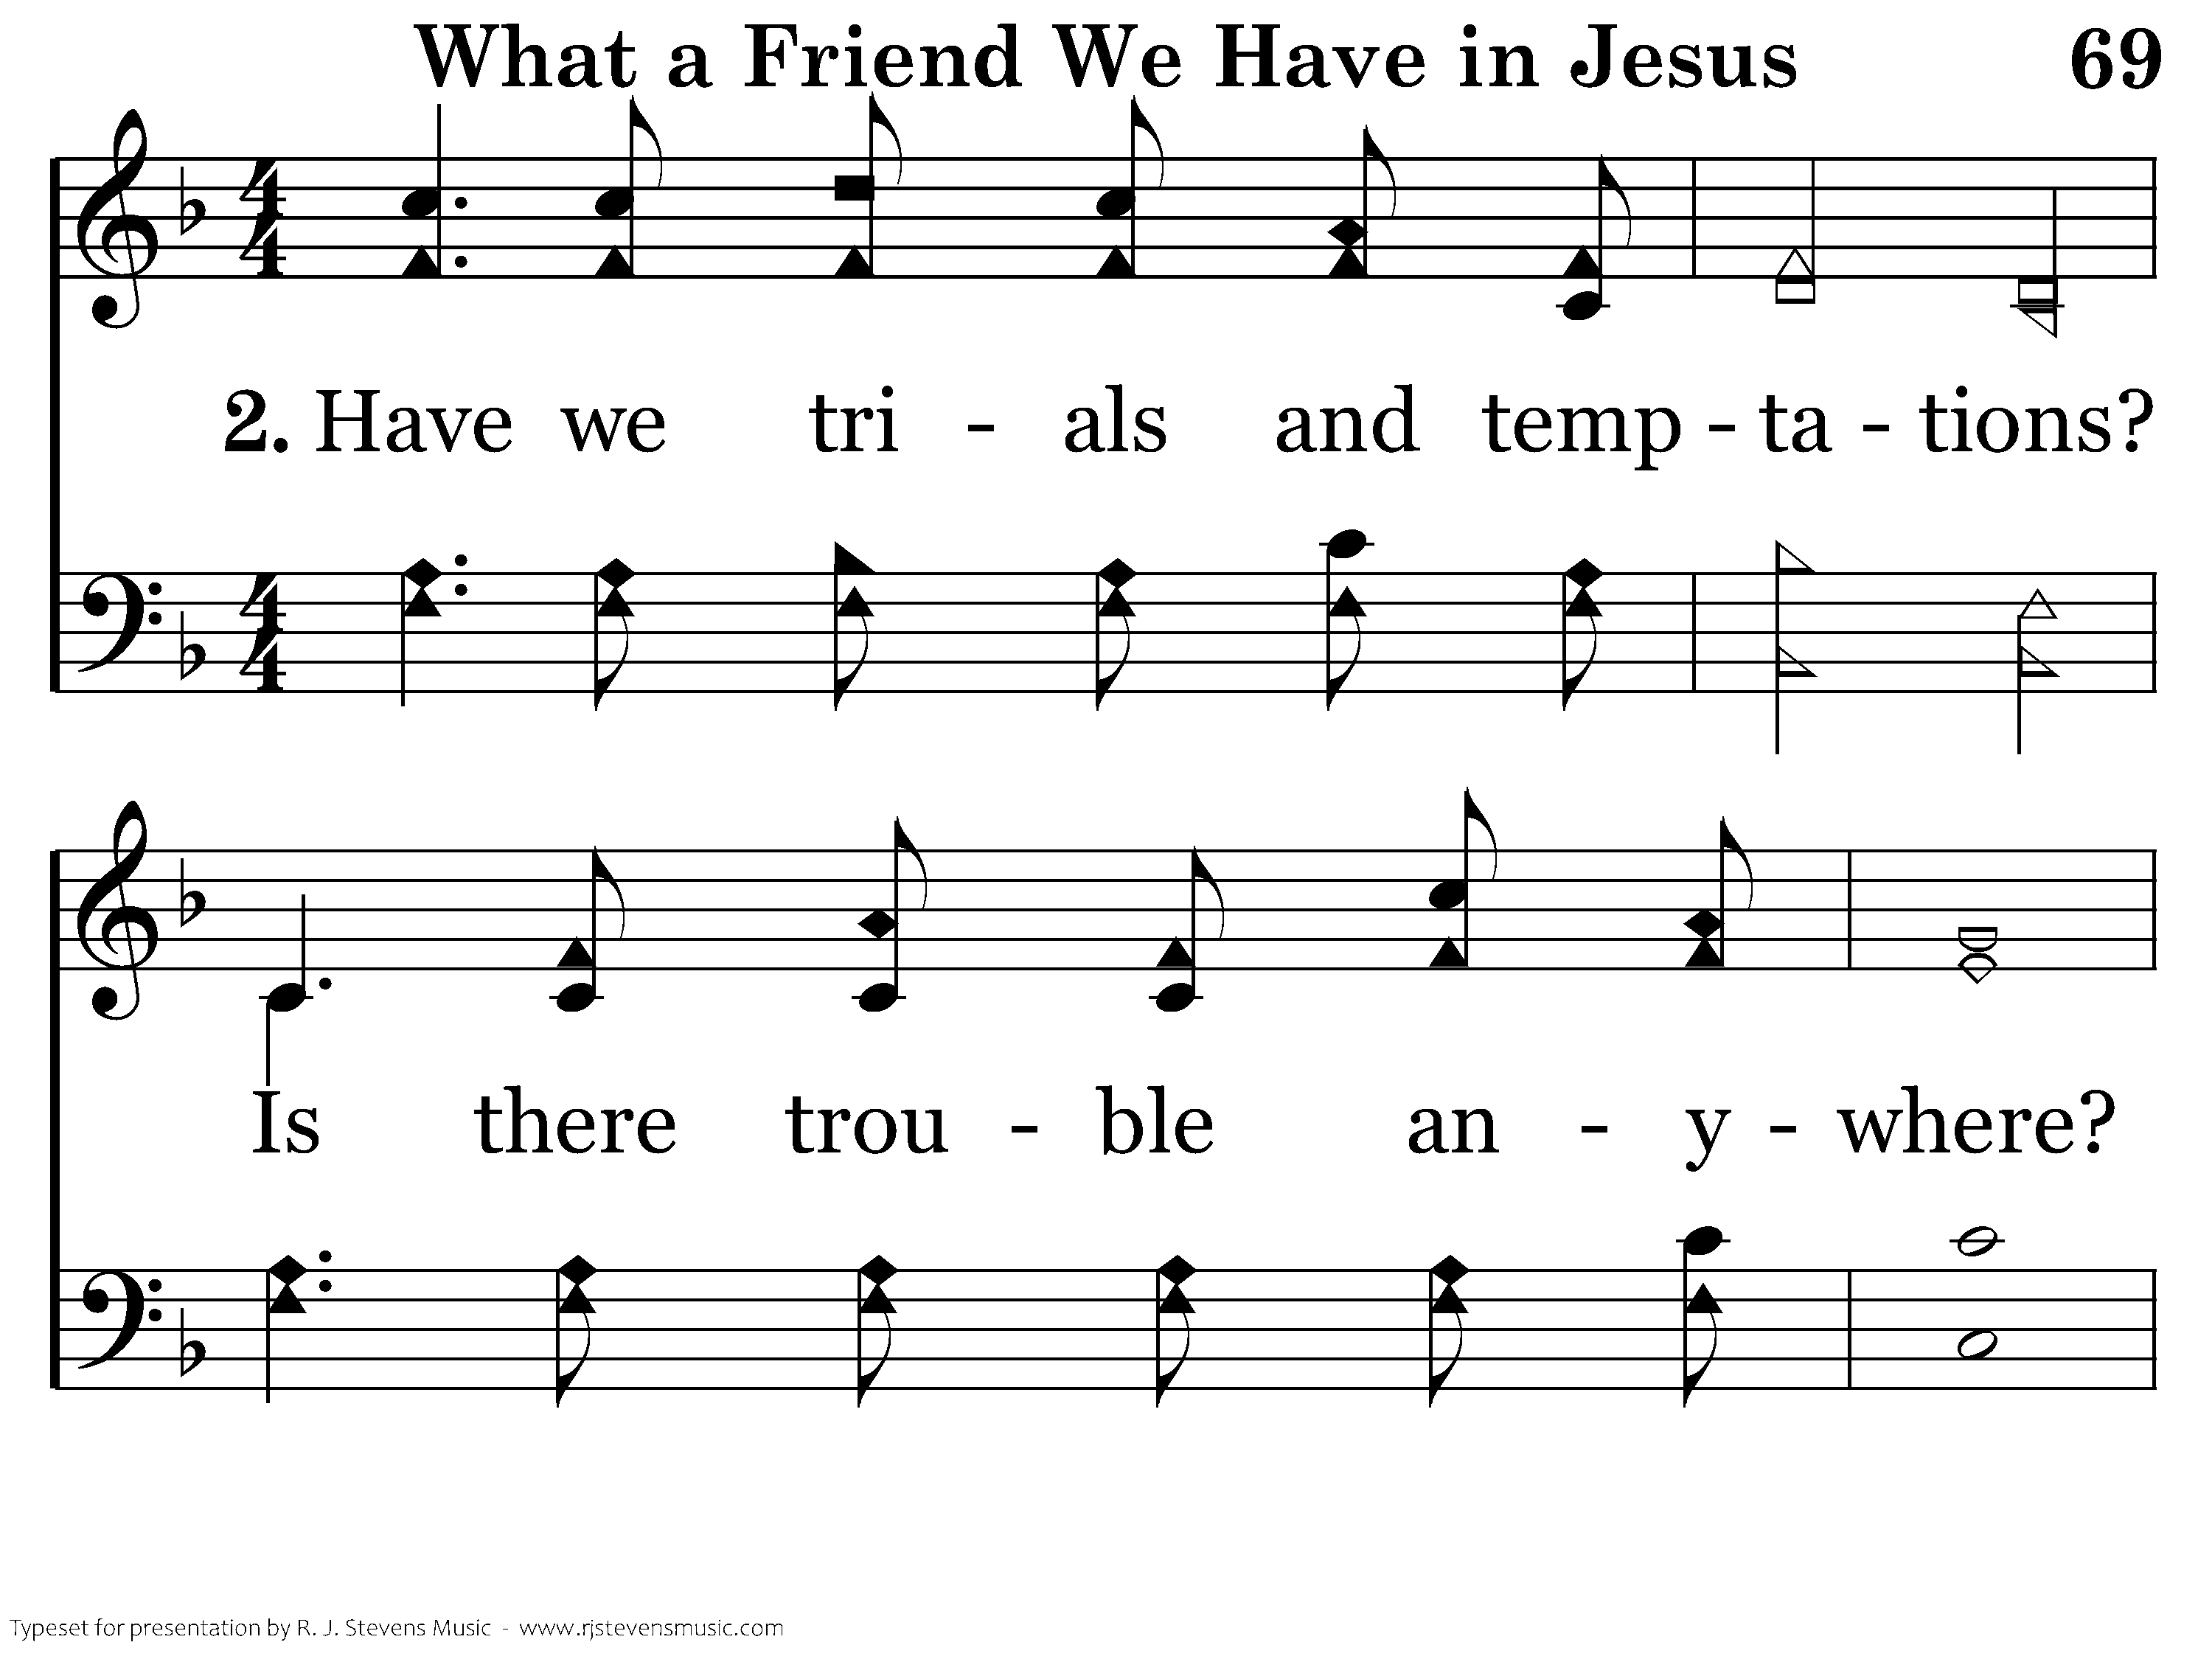 What a Friend We Have in Jesus 69
2. Have we tri - als and temp - ta - tions?
Is there trou - ble an - y - where?
Typeset for presentation by R. J. Stevens Music - www.rjstevensmusic.com